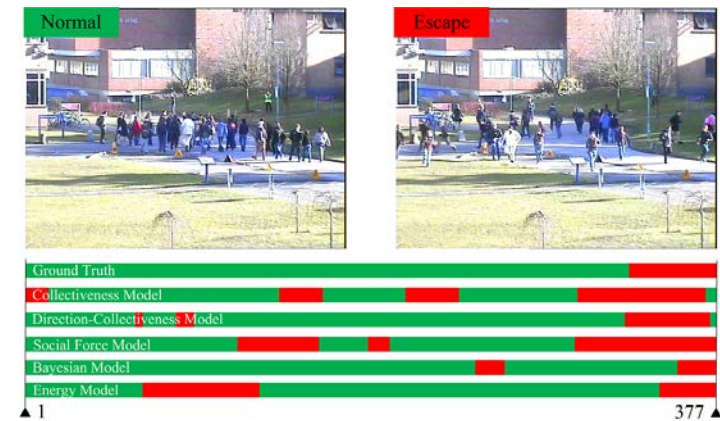 Normal
Escape
Ground Truth
Collectiveness Model
Direction-Collectiveness Model
Social Force Model
Bayesian Model
Energy Model
1
377